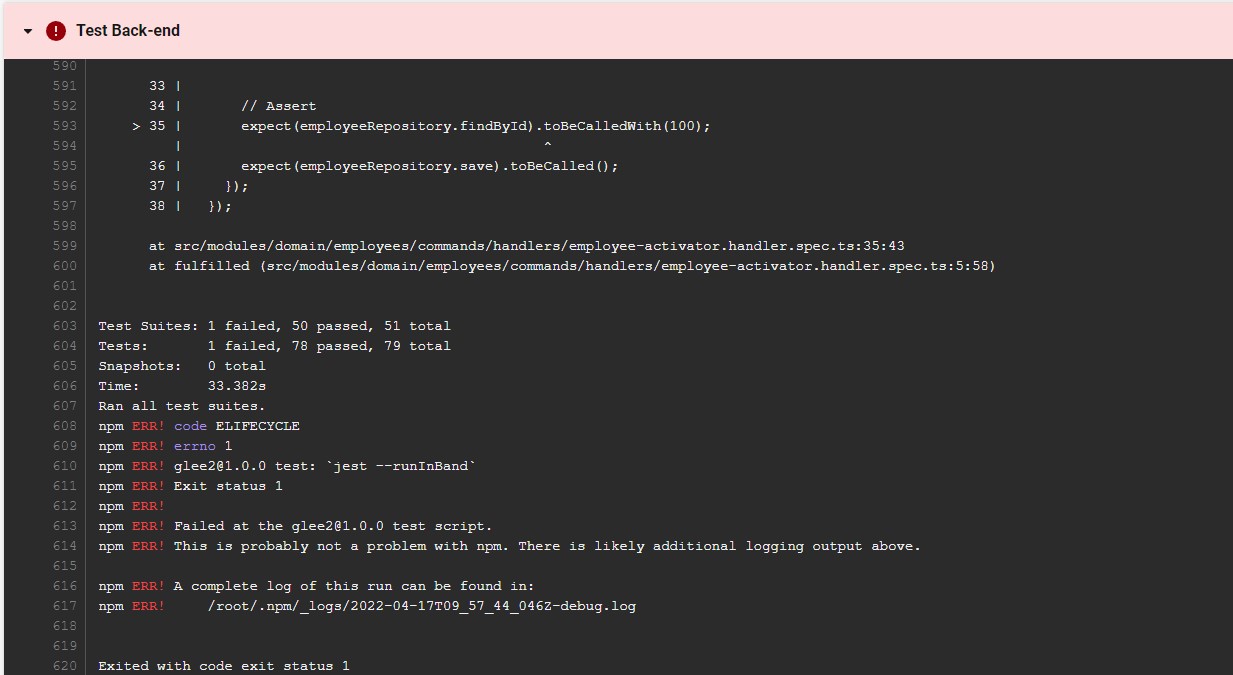 Test Back-end
590
591 33 |
592 34 | // Assert
593 > 35 | expect(employeeRepository.findById).toBeCalledWith(100);
594 | ^
595 36 | expect(employeeRepository.save).toBeCalled();
596 37 | });
597 38 | });
598
599 at src/modules/domain/employees/commands/handlers/employee-activator.handler.spec.ts:35:43
600 at fulfilled (src/modules/domain/employees/commands/handlers/employee-activator.handler.spec.ts:5:58)
601
602
603 Test Suites: 1 failed, 50 passed, 51 total
604 Tests: 1 failed, 78 passed, 79 total
605 Snapshots: 0 total
606 Time: 33.382s
607 Ran all test suites.
608 npm ERR! code ELIFECYCLE
609 npm ERR! errno 1
610 npm ERR! glee2@1.0.0 test: `jest --runInBand`
611 npm ERR! Exit status 1
612 npm ERR!
613 npm ERR! Failed at the glee2@1.0.0 test script.
614 npm ERR! This is probably not a problem with npm. There is likely additional logging output above.
615
616 npm ERR! A complete log of this run can be found in:
617 npm ERR! /root/.npm/_logs/2022-04-17T09_57_44_046Z-debug.log
618
619
620 Exited with code exit status 1